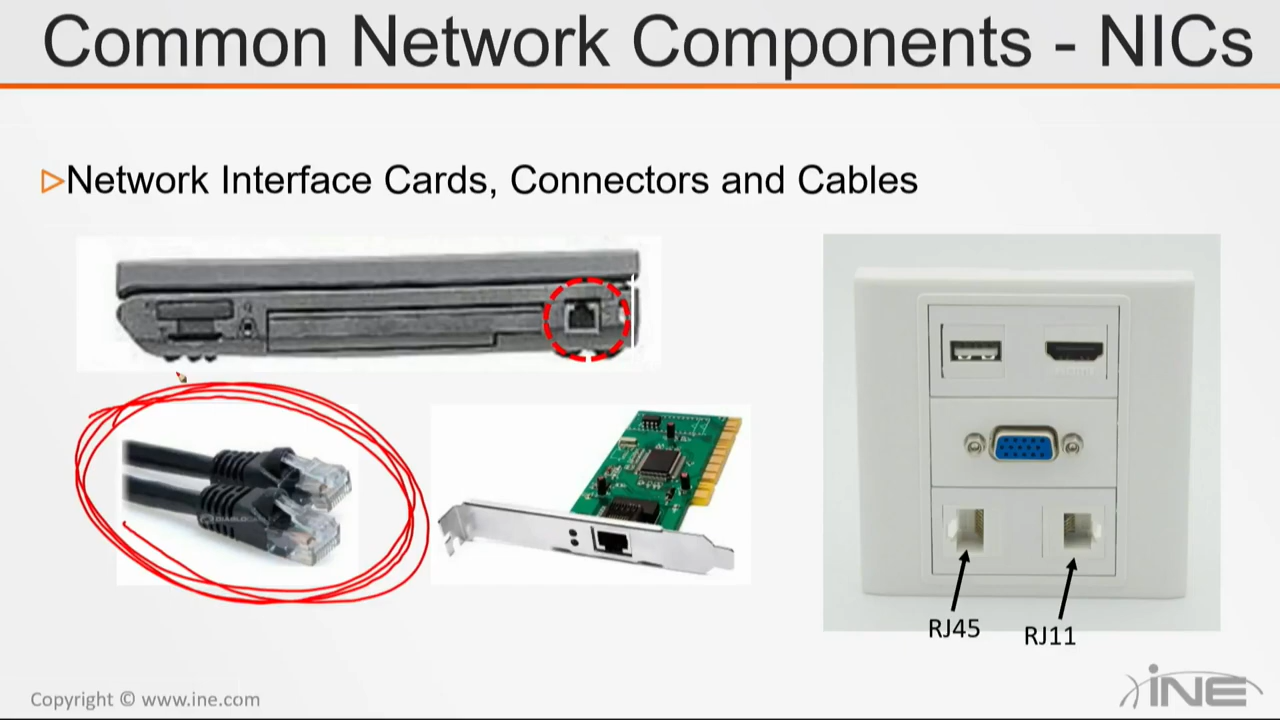 Common Network Components - NICs
Network Interface Cards, Connectors and Cables
RJ45
RJ11
Copyright © www.ine.com
INE